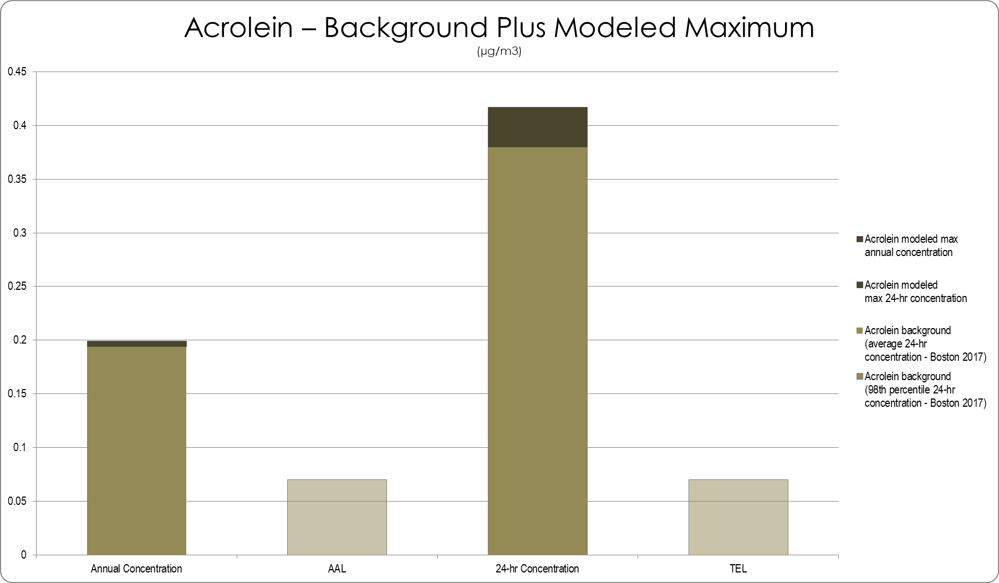 Acrolein – Background Plus Modeled Maximum
(µg/m3)
0.45
0.4
0.35
0.3
0.25
0.2
0.15
0.1
0.05
0
Annual Concentration
AAL
24-hr Concentration
TEL
Acrolein modeled max
annual concentration
Acrolein modeled
max 24-hr concentration
Acrolein background
(average 24-hr
concentration - Boston 2017)
Acrolein background
(98th percentile 24-hr
concentration - Boston 2017)